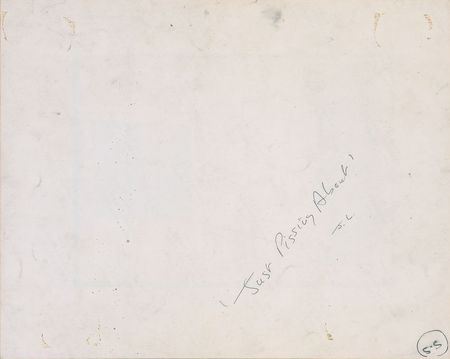 'Just Pissing About'
J.L.
S-S